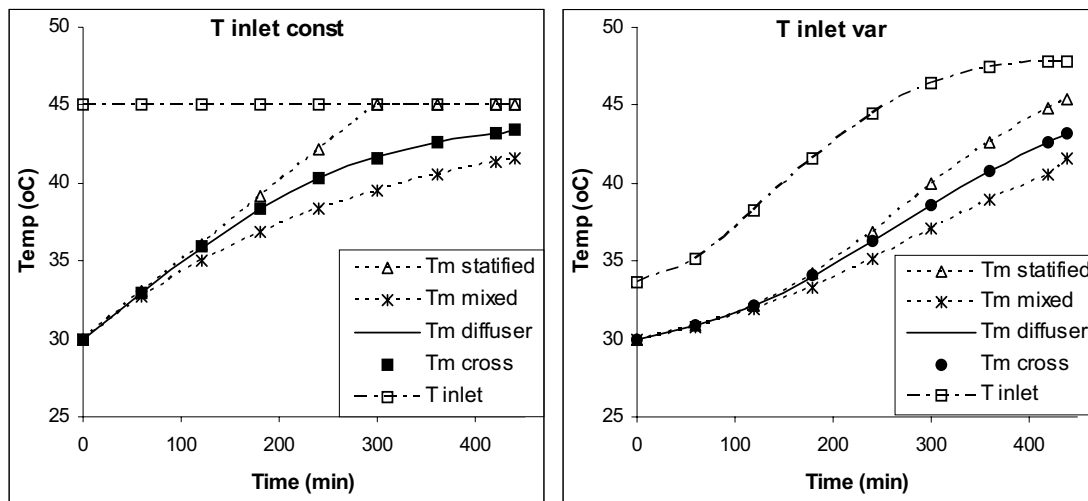 T inlet const
50
45
40
35
30
25
Temp (oC)
0
100
200
300
400
Time (min)
Tm statified
Tm mixed
Tm diffuser
Tm cross
T inlet
T inlet var
50
45
40
35
30
25
Temp (oC)
0
100
200
300
400
Time (min)
Tm statified
Tm mixed
Tm diffuser
Tm cross
T inlet